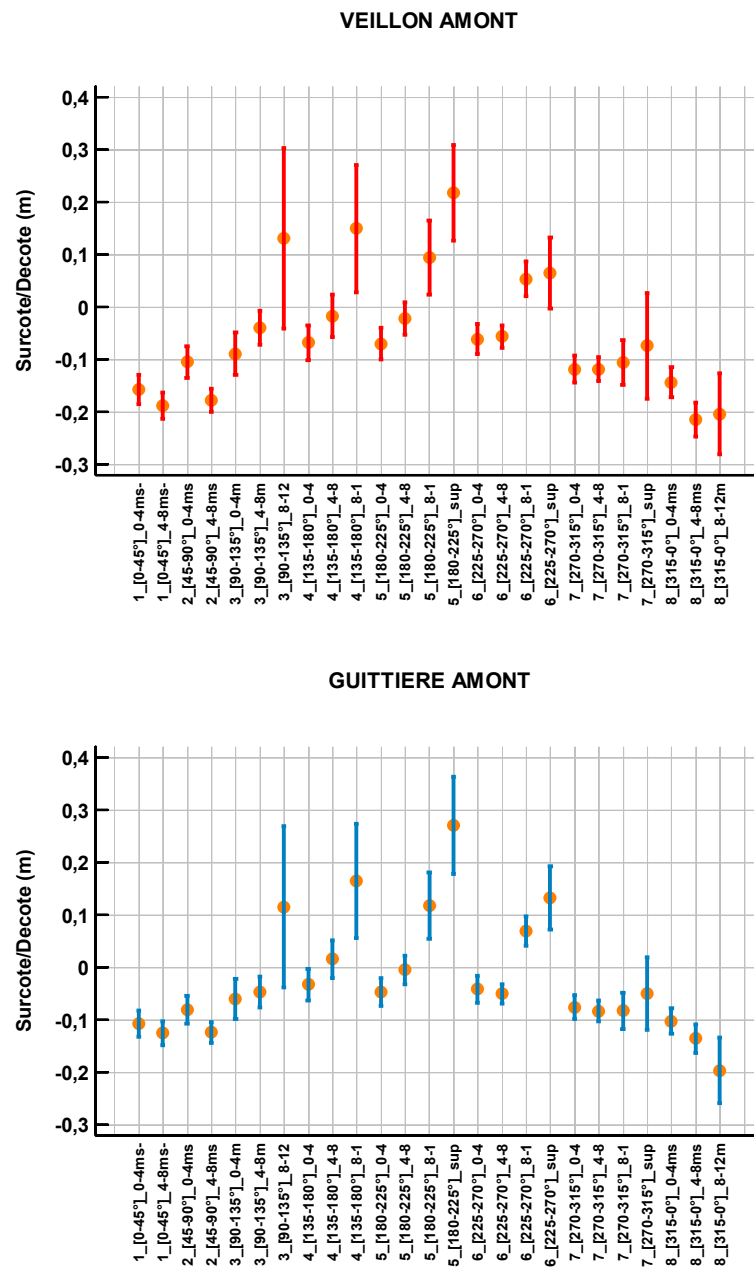 VEILLON AMONT
Surcote/Decote (m)
0,4
0,3
0,2
0,1
0
-0,1
-0,2
-0,3
1_[0-45°]_0-4ms-
1_[0-45°]_4-8ms-
2_[45-90°]_0-4ms
2_[45-90°]_4-8ms
3_[90-135°]_0-4m
3_[90-135°]_4-8m
3_[90-135°]_8-12
4_[135-180°]_0-4
4_[135-180°]_4-8
4_[135-180°]_8-1
5_[180-225°]_0-4
5_[180-225°]_4-8
5_[180-225°]_8-1
5_[180-225°]_sup
6_[225-270°]_0-4
6_[225-270°]_4-8
6_[225-270°]_8-1
6_[225-270°]_sup
7_[270-315°]_0-4
7_[270-315°]_4-8
7_[270-315°]_8-1
7_[270-315°]_sup
8_[315-0°]_0-4ms
8_[315-0°]_4-8ms
8_[315-0°]_8-12m
GUITTIERE AMONT
Surcote/Decote (m)
0,4
0,3
0,2
0,1
0
-0,1
-0,2
-0,3
1_[0-45°]_0-4ms-
1_[0-45°]_4-8ms-
2_[45-90°]_0-4ms
2_[45-90°]_4-8ms
3_[90-135°]_0-4m
3_[90-135°]_4-8m
3_[90-135°]_8-12
4_[135-180°]_0-4
4_[135-180°]_4-8
4_[135-180°]_8-1
5_[180-225°]_0-4
5_[180-225°]_4-8
5_[180-225°]_8-1
5_[180-225°]_sup
6_[225-270°]_0-4
6_[225-270°]_4-8
6_[225-270°]_8-1
6_[225-270°]_sup
7_[270-315°]_0-4
7_[270-315°]_4-8
7_[270-315°]_8-1
7_[270-315°]_sup
8_[315-0°]_0-4ms
8_[315-0°]_4-8ms
8_[315-0°]_8-12m